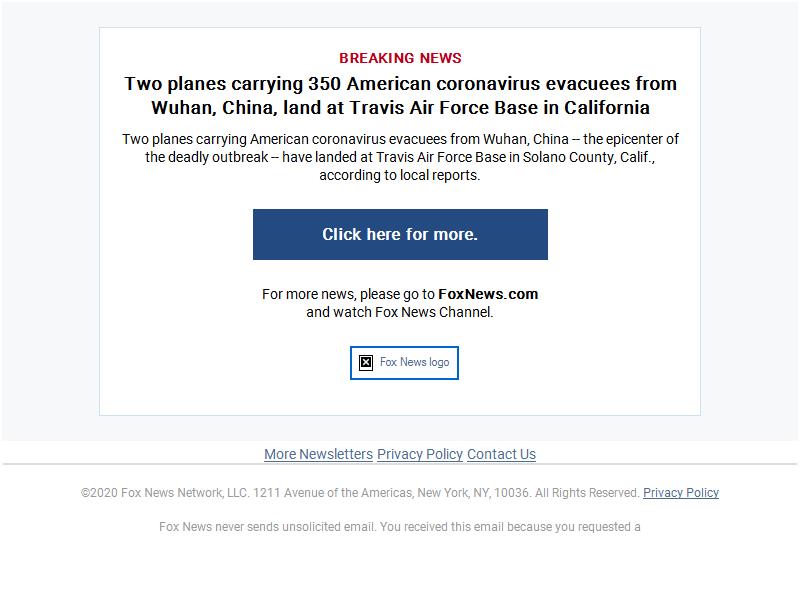 BREAKING NEWS
Two planes carrying 350 American coronavirus evacuees from
Wuhan, China, land at Travis Air Force Base in California
Two planes carrying American coronavirus evacuees from Wuhan, China -- the epicenter of
the deadly outbreak -- have landed at Travis Air Force Base in Solano County, Calif.,
according to local reports.
Click here for more.
For more news, please go to FoxNews.com
and watch Fox News Channel.
Fox News logo
More Newsletters Privacy Policy Contact Us
©2020 Fox News Network, LLC. 1211 Avenue of the Americas, New York, NY, 10036. All Rights Reserved. Privacy Policy
Fox News never sends unsolicited email. You received this email because you requested a